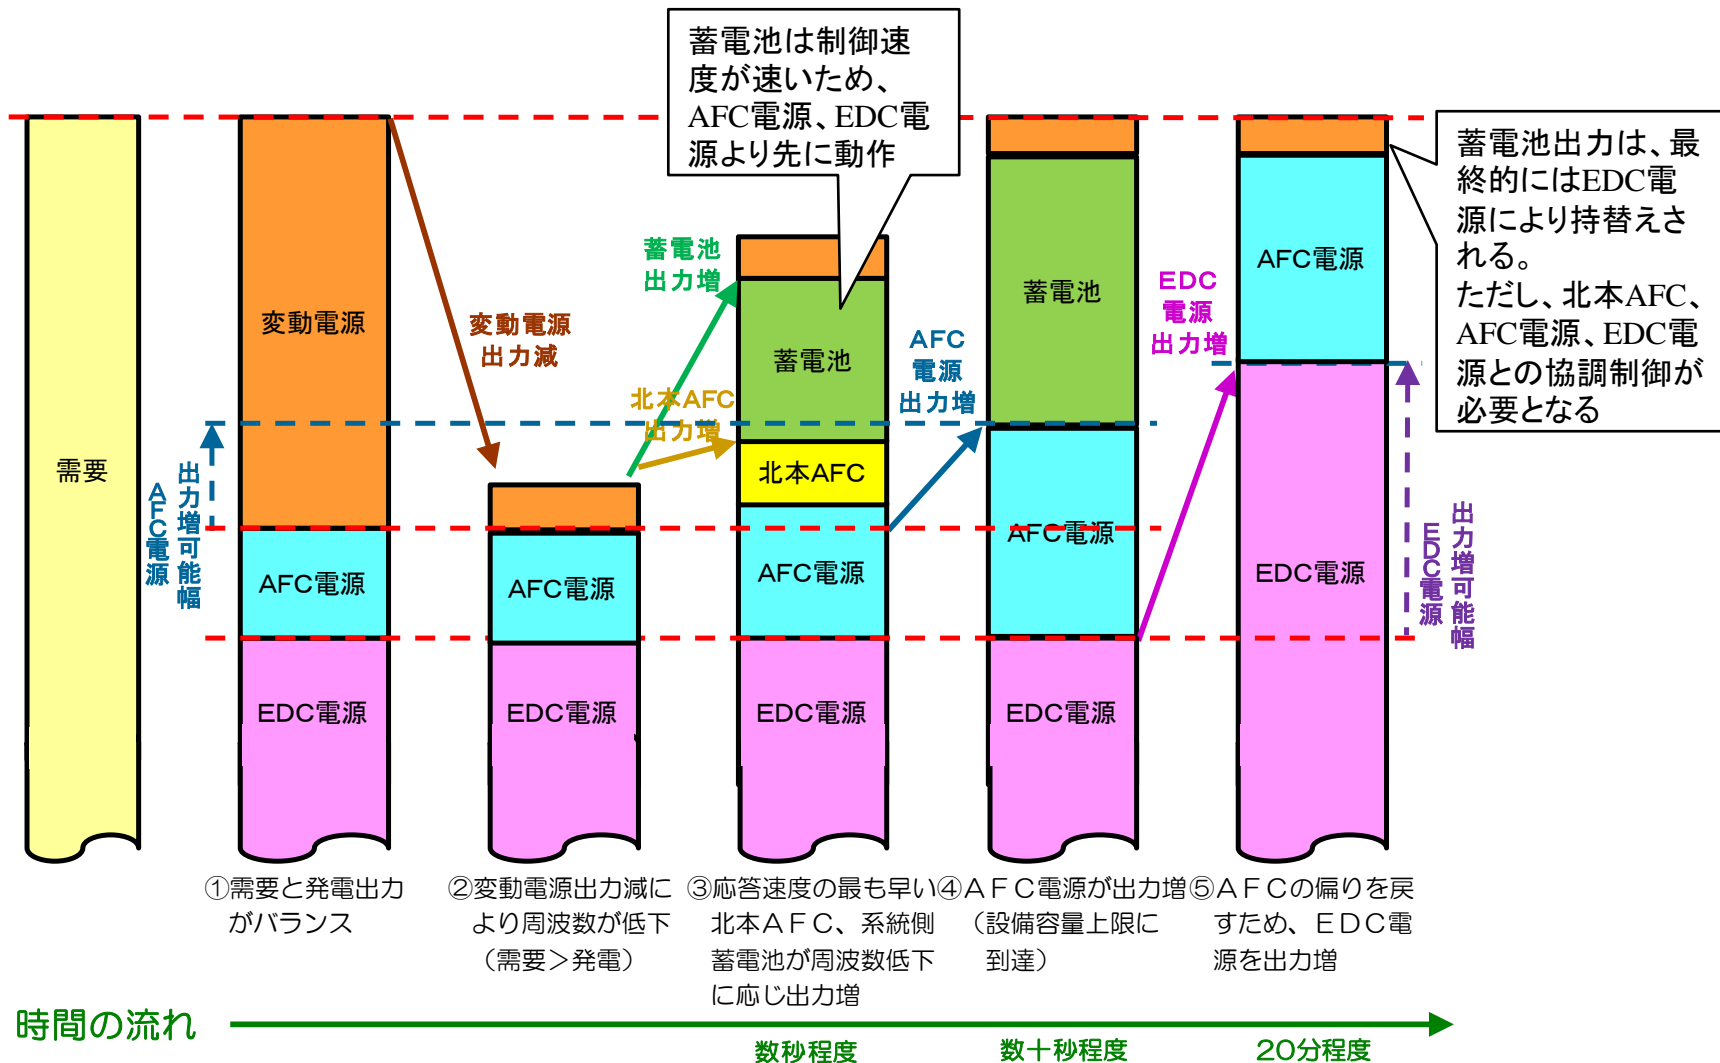 蓄電池は制御速
度が速いため、
AFC電源、EDC電
源より先に動作
蓄電池出力は、最
終的にはEDC電
源により持替えさ
れる。
ただし、北本AFC、
AFC電源、EDC電
源との協調制御が
必要となる
需要
AFC電源
出力増可能幅
変動電源
AFC電源
EDC電源
変動電源
出力減
AFC電源
EDC電源
蓄電池
出力増
北本AFC
出力増
蓄電池
北本AFC
AFC電源
EDC電源
AFC
電源
出力増
蓄電池
AFC電源
EDC電源
EDC
電源
出力増
AFC電源
EDC電源
EDC電源
出力増可能幅
①需要と発電出力
がバランス
②変動電源出力減に
より周波数が低下
（需要＞発電）
③応答速度の最も早い
北本ＡＦＣ、系統側
蓄電池が周波数低下
に応じ出力増
④ＡＦＣ電源が出力増
（設備容量上限に
到達）
⑤ＡＦＣの偏りを戻
すため、ＥＤＣ電
源を出力増
時間の流れ
数秒程度
数十秒程度
20分程度